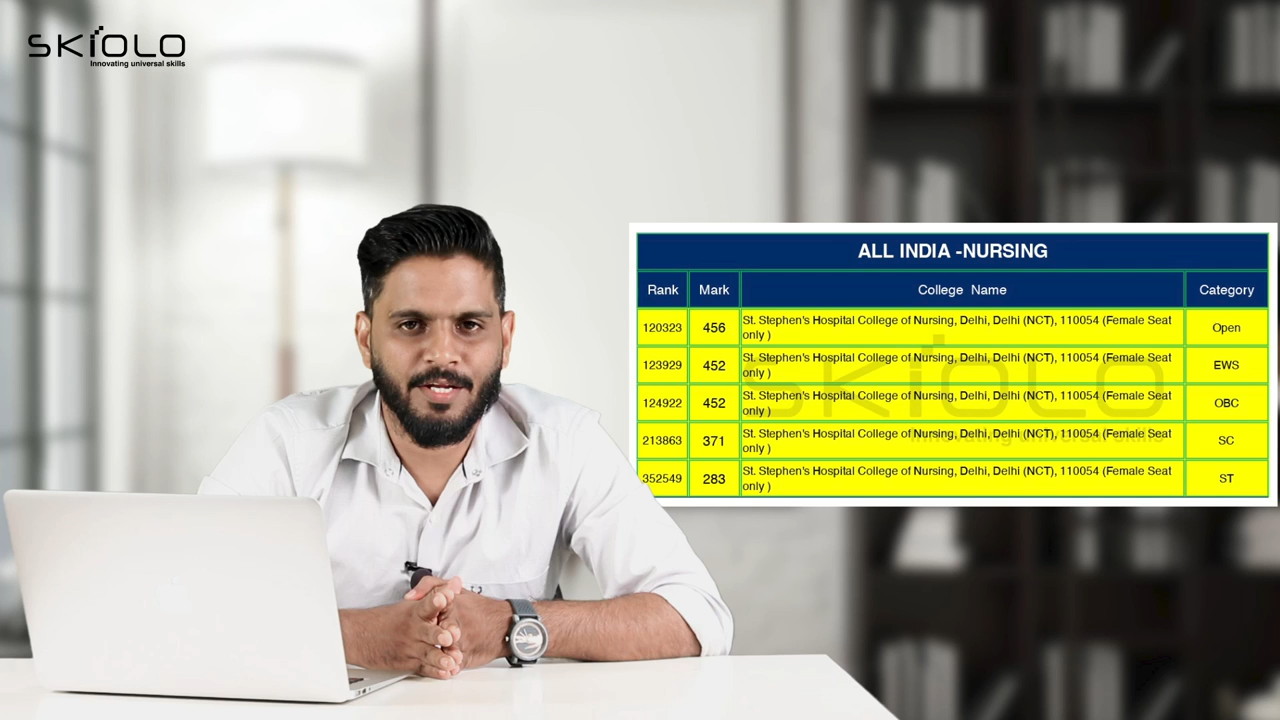 SKiOLO
Innovating universal skills
ALL INDIA -NURSING
Rank Mark College Name Category
120323 456 St. Stephen's Hospital College of Nursing, Delhi, Delhi (NCT), 110054 (Female Seat
only ) Open
123929 452 St. Stephen's Hospital College of Nursing, Delhi, Delhi (NCT), 110054 (Female Seat
only ) EWS
124922 452 St. Stephen's Hospital College of Nursing, Delhi, Delhi (NCT), 110054 (Female Seat
only ) OBC
213863 371 St. Stephen's Hospital College of Nursing, Delhi, Delhi (NCT), 110054 (Female Seat
only ) SC
352549 283 St. Stephen's Hospital College of Nursing, Delhi, Delhi (NCT), 110054 (Female Seat
only ) ST
SKiOLO
Innovating universal skills